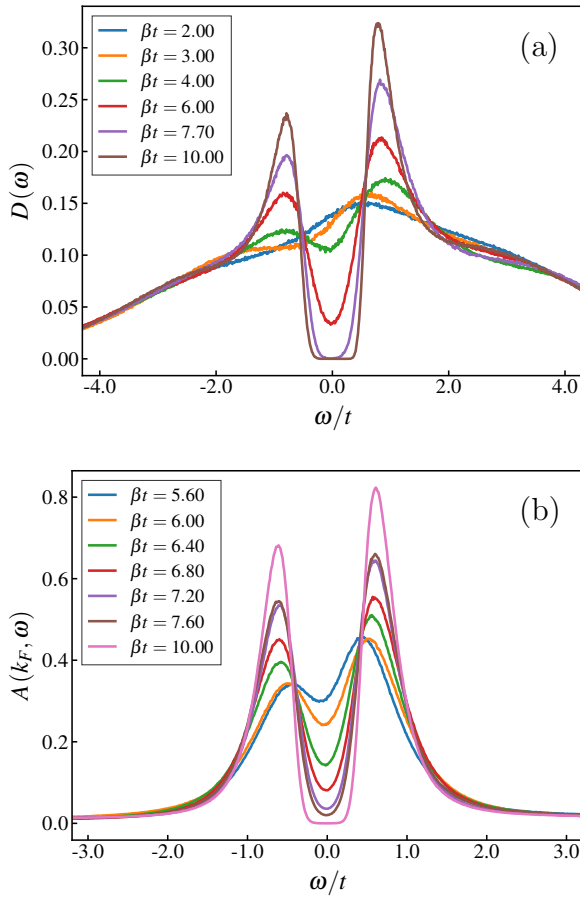 (a)
βt = 2.00
βt = 3.00
βt = 4.00
βt = 6.00
βt = 7.70
βt = 10.00
D(ω)
0.30
0.25
0.20
0.15
0.10
0.05
0.00
-4.0 -2.0 0.0 2.0 4.0
ω/t
(b)
βt = 5.60
βt = 6.00
βt = 6.40
βt = 6.80
βt = 7.20
βt = 7.60
βt = 10.00
A(k_F, ω)
0.8
0.6
0.4
0.2
0.0
-3.0 -2.0 -1.0 0.0 1.0 2.0 3.0
ω/t